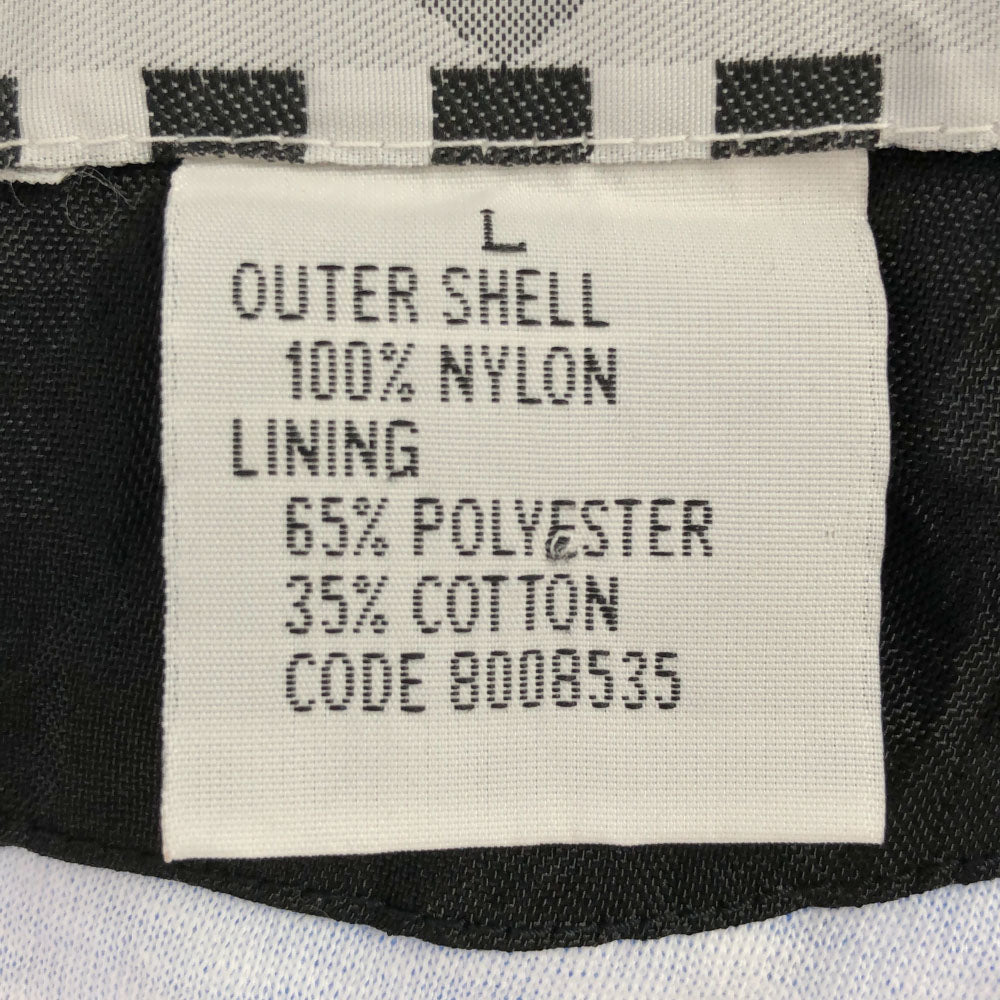 L
OUTER SHELL
100% NYLON
LINING
65% POLYESTER
35% COTTON
CODE 8008535